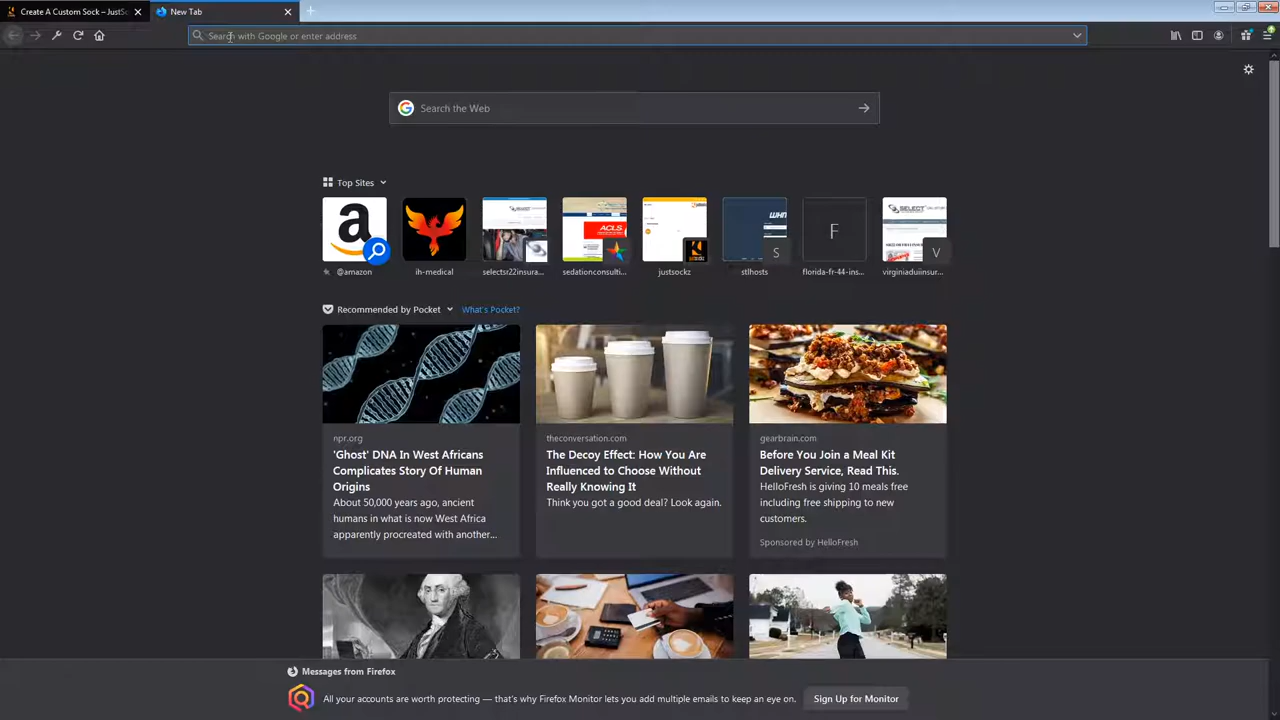 Create A Custom Sock – JustS
New Tab
Search with Google or enter address
Search the Web
Top Sites
@amazon
ih-medical
selectsr22insura...
sedationconsulti...
justsockz
stlhosts
florida-fr-44-ins...
virginiaduiinsur...
SELECT
ACLS
WHM
S
F
SELECT
V
Recommended by Pocket
What's Pocket?
npr.org
'Ghost' DNA In West Africans
Complicates Story Of Human
Origins
About 50,000 years ago, ancient
humans in what is now West Africa
apparently procreated with another...
theconversation.com
The Decoy Effect: How You Are
Influenced to Choose Without
Really Knowing It
Think you got a good deal? Look again.
gearbrain.com
Before You Join a Meal Kit
Delivery Service, Read This.
HelloFresh is giving 10 meals free
including free shipping to new
customers.
Sponsored by HelloFresh
Messages from Firefox
All your accounts are worth protecting — that's why Firefox Monitor lets you add multiple emails to keep an eye on.
Sign Up for Monitor